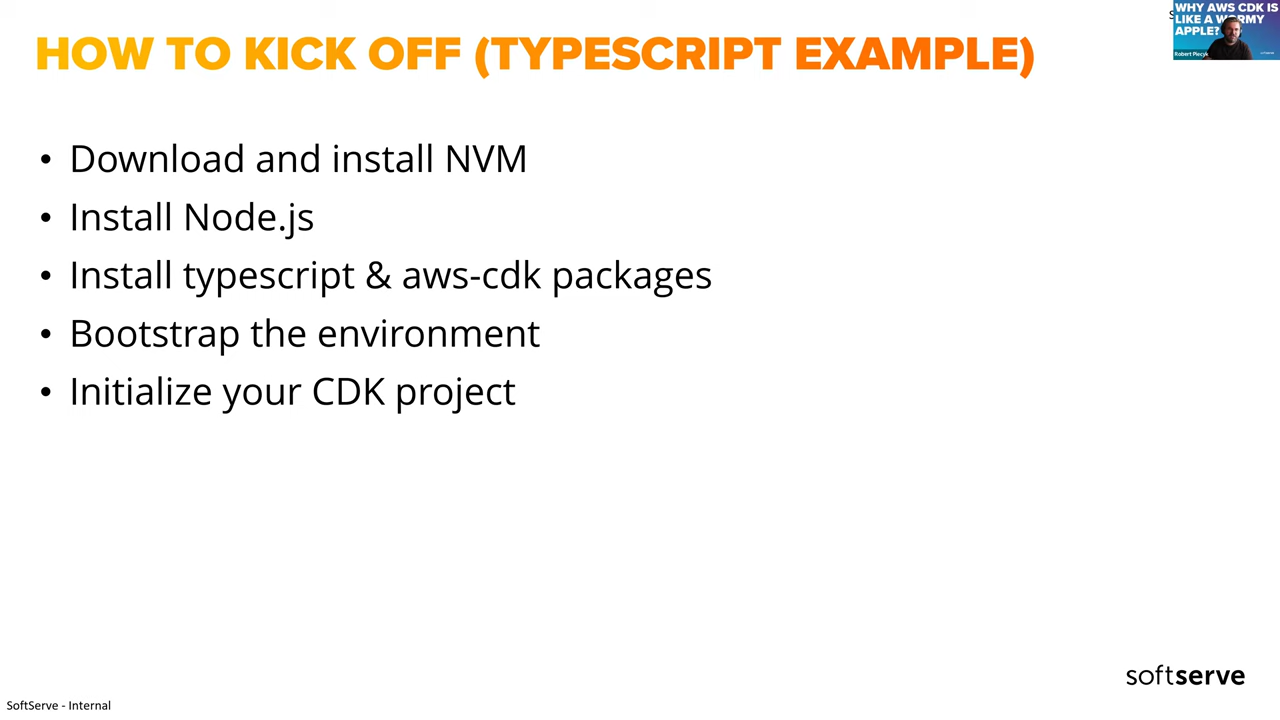 HOW TO KICK OFF (TYPESCRIPT EXAMPLE)
WHY AWS CDK IS
LIKE A WORMY
APPLE?
• Download and install NVM
• Install Node.js
• Install typescript & aws-cdk packages
• Bootstrap the environment
• Initialize your CDK project
softserve
SoftServe - Internal